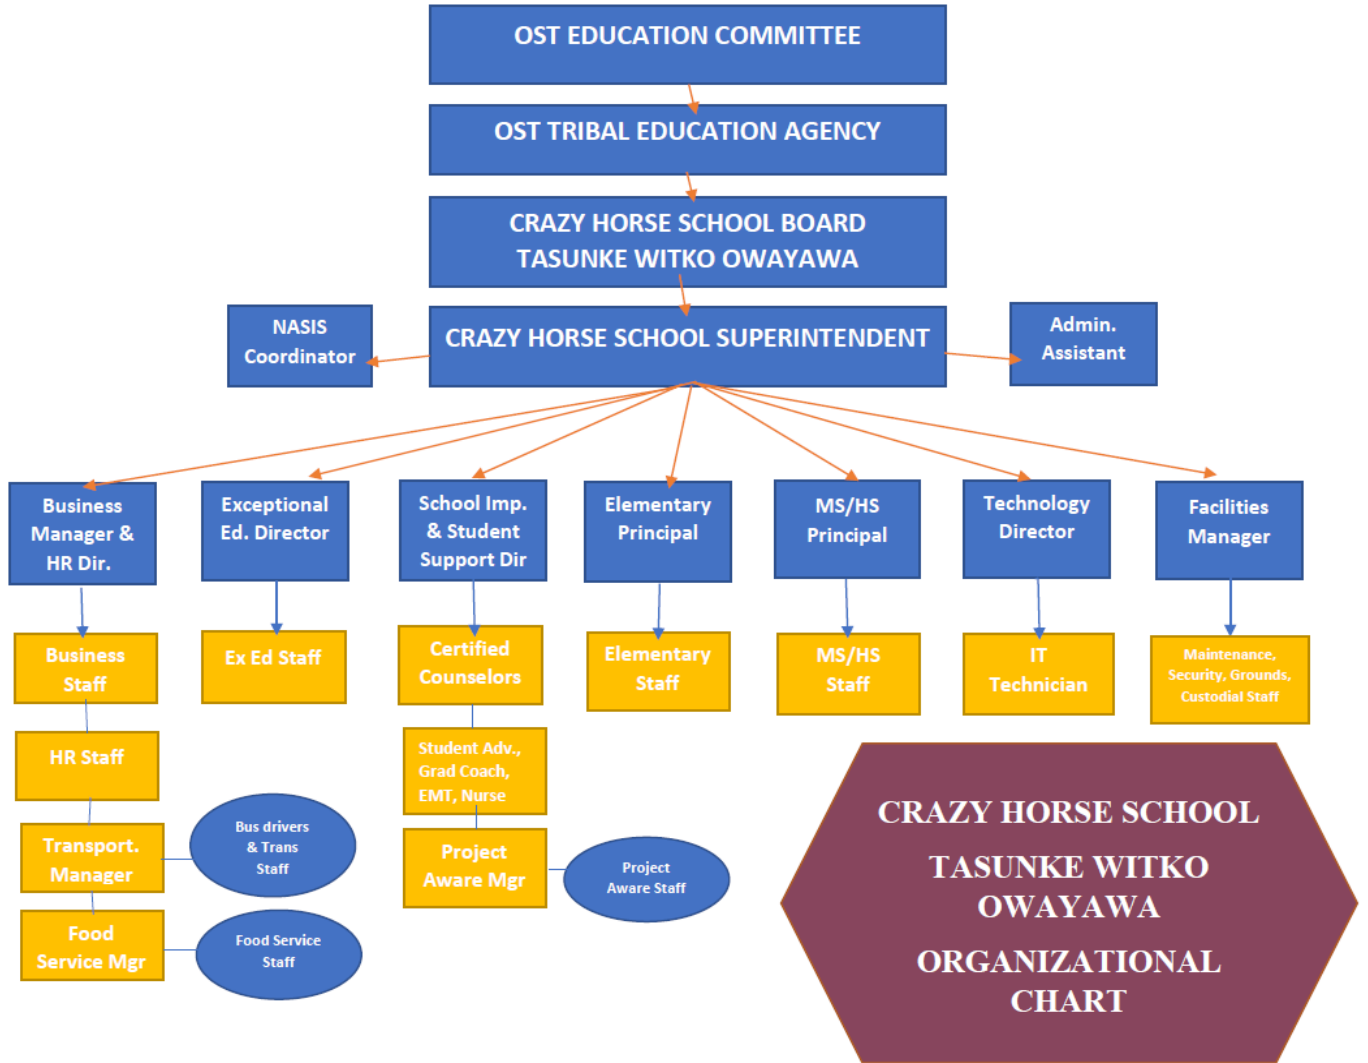 OST EDUCATION COMMITTEE
OST TRIBAL EDUCATION AGENCY
CRAZY HORSE SCHOOL BOARD
TASUNKE WITKO OWAYAWA
NASIS
Coordinator
CRAZY HORSE SCHOOL SUPERINTENDENT
Admin.
Assistant
Business
Manager &
HR Dir.
Exceptional
Ed. Director
School Imp.
& Student
Support Dir
Elementary
Principal
MS/HS
Principal
Technology
Director
Facilities
Manager
Business
Staff
Ex Ed Staff
Certified
Counselors
Elementary
Staff
MS/HS
Staff
IT
Technician
Maintenance,
Security, Grounds,
Custodial Staff
HR Staff
Student Adv.,
Grad Coach,
EMT, Nurse
Transport.
Manager
Bus drivers
& Trans
Staff
Project
Aware Mgr
Project
Aware Staff
Food
Service Mgr
Food Service
Staff
CRAZY HORSE SCHOOL
TASUNKE WITKO
OWAYAWA
ORGANIZATIONAL
CHART